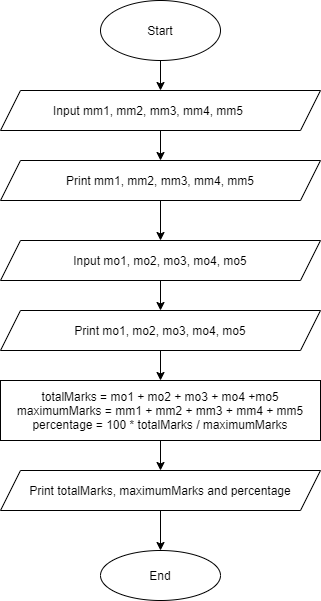 Start
Input mm1, mm2, mm3, mm4, mm5
Print mm1, mm2, mm3, mm4, mm5
Input mo1, mo2, mo3, mo4, mo5
Print mo1, mo2, mo3, mo4, mo5
totalMarks = mo1 + mo2 + mo3 + mo4 +mo5
maximumMarks = mm1 + mm2 + mm3 + mm4 + mm5
percentage = 100 * totalMarks / maximumMarks
Print totalMarks, maximumMarks and percentage
End